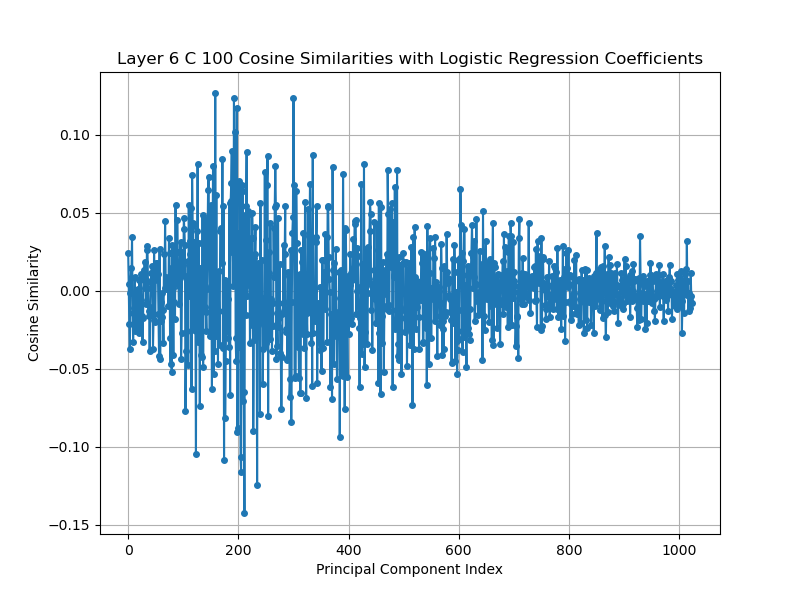 Layer 6 C 100 Cosine Similarities with Logistic Regression Coefficients
Cosine Similarity
0.10
0.05
0.00
−0.05
−0.10
−0.15
0 200 400 600 800 1000
Principal Component Index